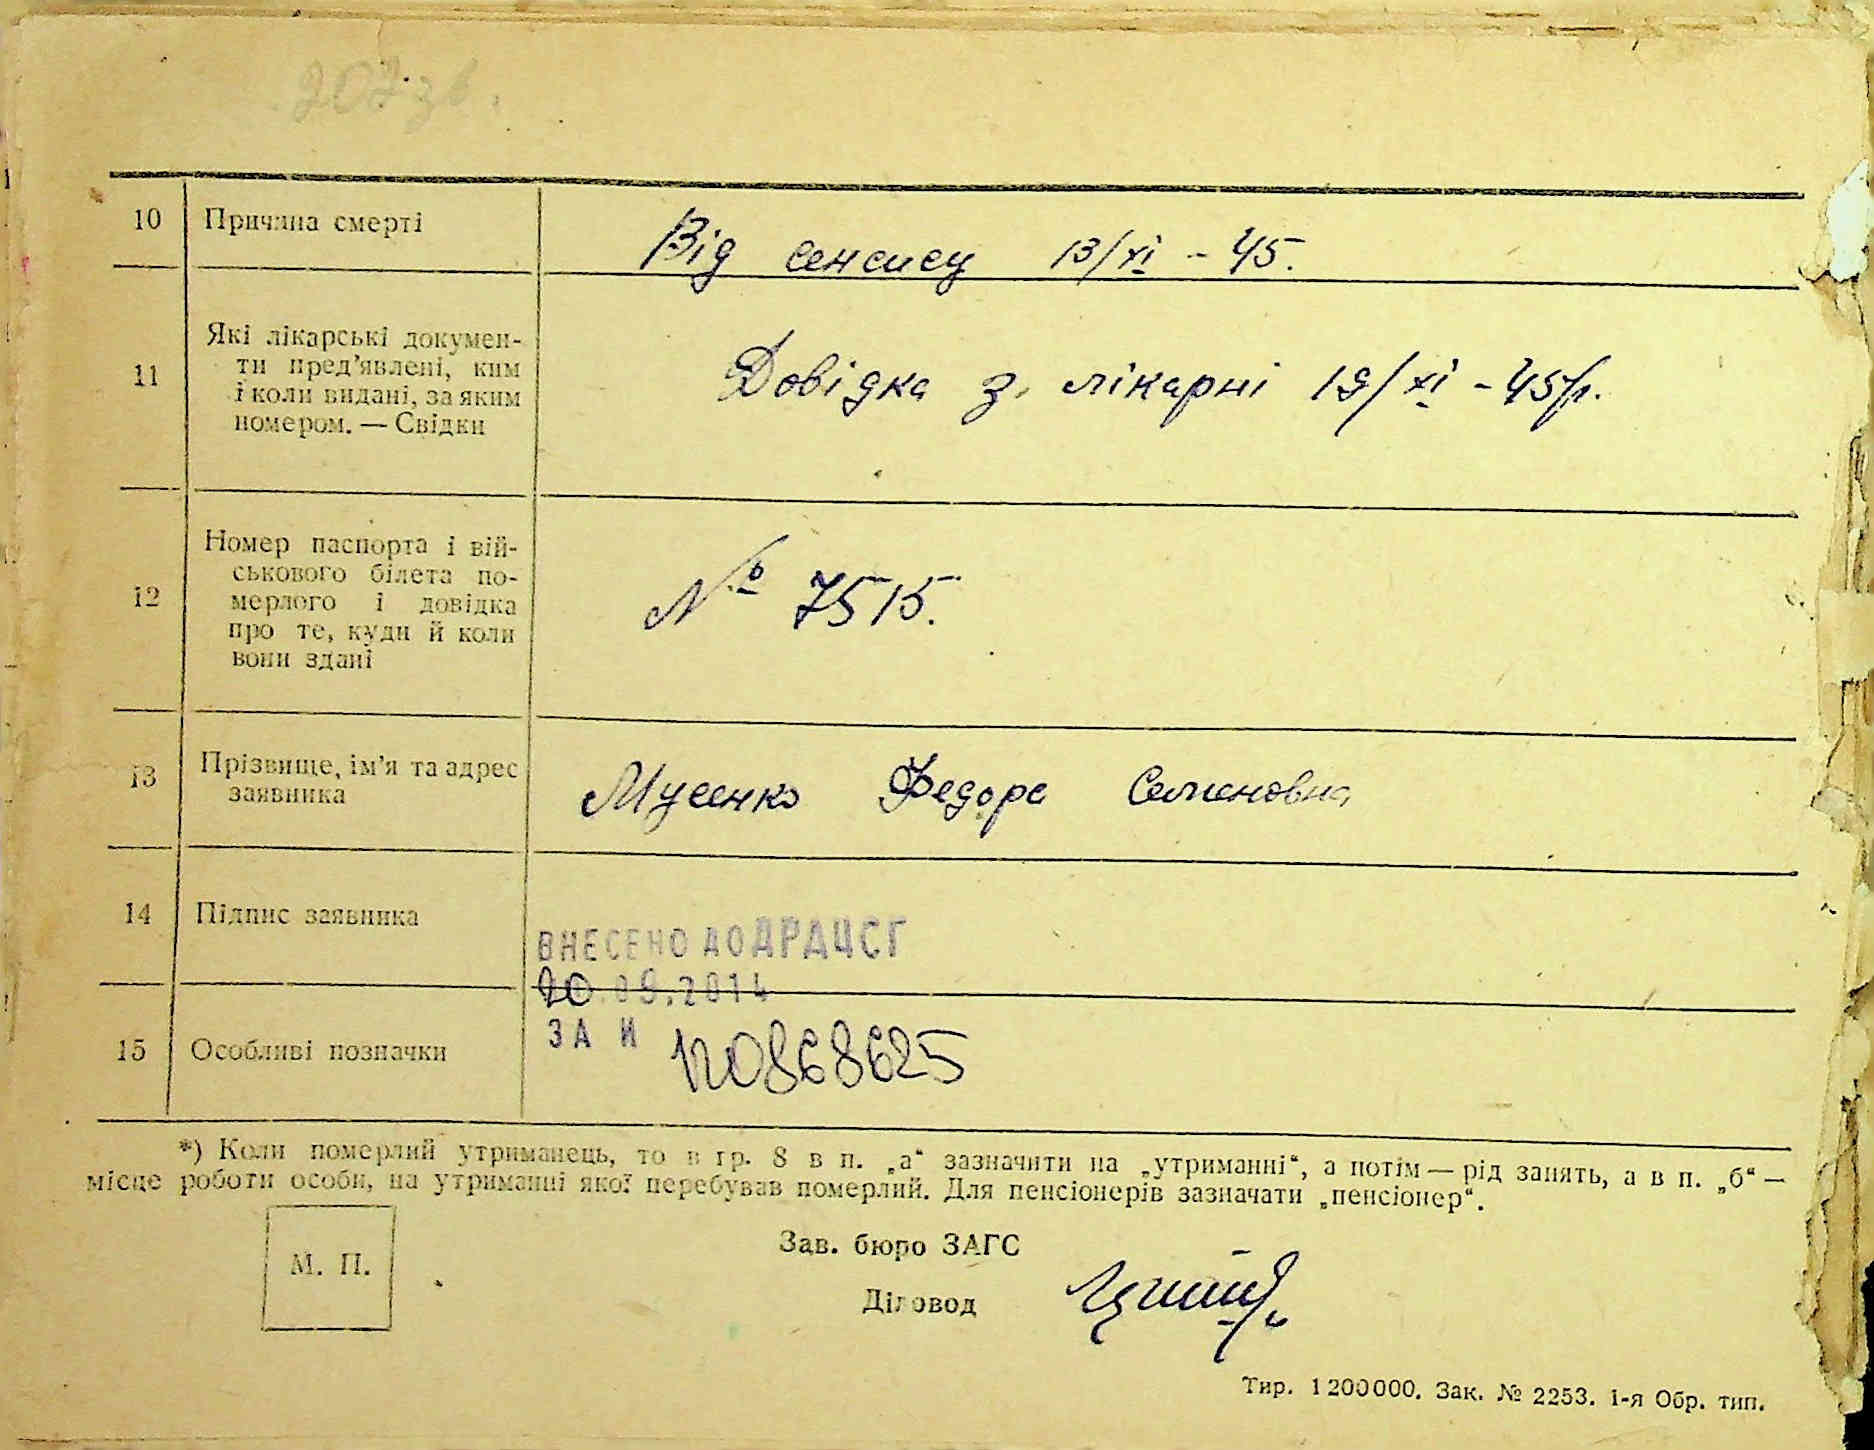 207 зв.
10 Причина смерті Від сепсису 13/XI - 45.
11 Які лікарські докумен-
ти пред'явлені, ким
і коли видані, за яким
номером. — Свідки
Довідка з лікарні 19/XI - 45 р.
12 Номер паспорта і вій-
ськового білета по-
мерлого і довідка
про те, куди й коли
вони здані
№ 7515.
13 Прізвище, ім'я та адрес
заявника
Мусенко Федора Семеновна
14 Підпис заявника
ВНЕСЕНО ДО ДРАЦСГ
20.09.2014
15 Особливі позначки
ЗА И 120868625
*) Коли померлий утриманець, то в гр. 8 в п. „а“ зазначити на „утриманні“, а потім — рід занять, а в п. „б“ —
місце роботи особи, на утриманні якої перебував померлий. Для пенсіонерів зазначати „пенсіонер“.
М. П.
Зав. бюро ЗАГС
Діловод
Тир. 1200000. Зак. № 2253. 1-я Обр. тип.